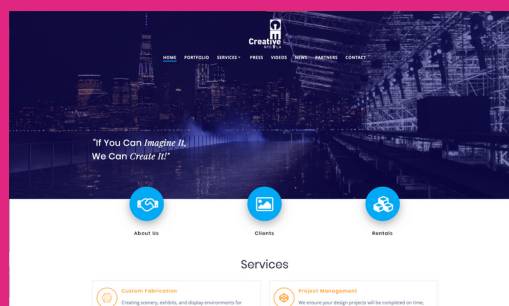 Creative
NYC LA
HOME PORTFOLIO SERVICES PRESS VIDEOS NEWS PARTNERS CONTACT
"If You Can Imagine It,
We Can Create It!"
About Us Clients Rentals
Services
Custom Fabrication Project Management
Creating scenery, exhibits, and display environments for We ensure your design projects will be completed on time,